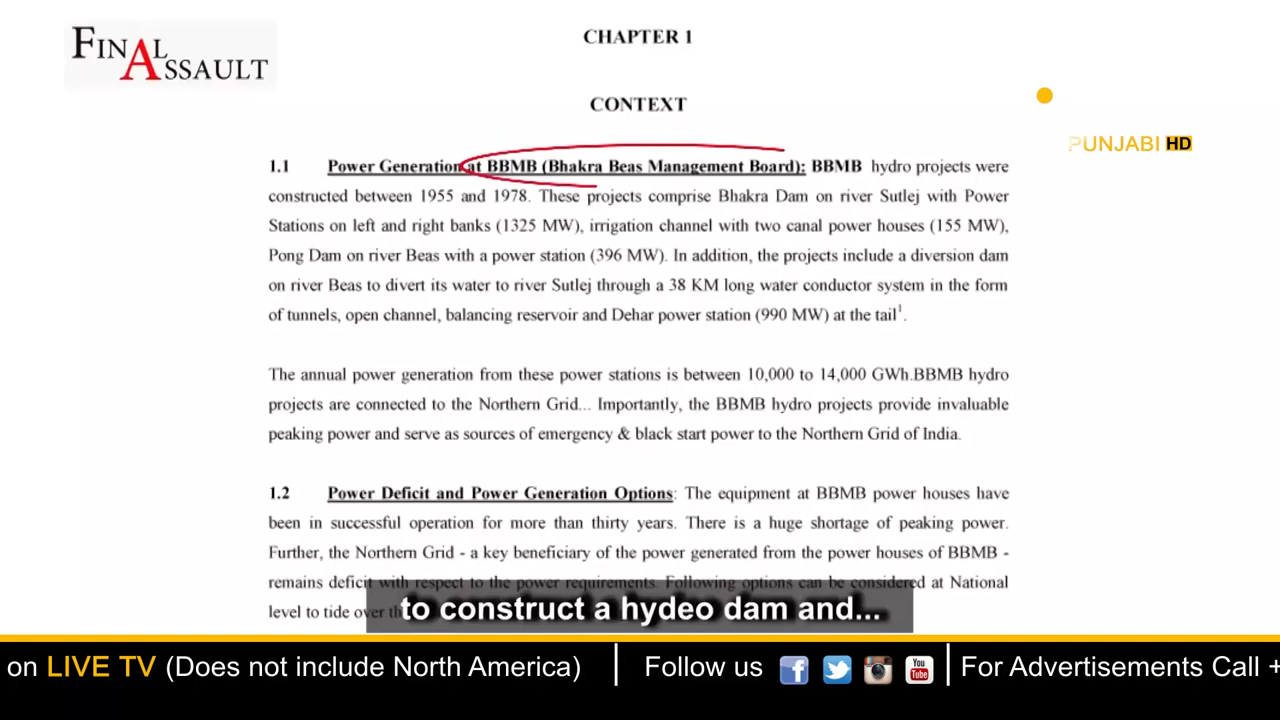 FINAL
ASSAULT
CHAPTER 1
CONTEXT
PUNJABI HD
1.1 Power Generation at BBMB (Bhakra Beas Management Board): BBMB hydro projects were
constructed between 1955 and 1978. These projects comprise Bhakra Dam on river Sutlej with Power
Stations on left and right banks (1325 MW), irrigation channel with two canal power houses (155 MW),
Pong Dam on river Beas with a power station (396 MW). In addition, the projects include a diversion dam
on river Beas to divert its water to river Sutlej through a 38 KM long water conductor system in the form
of tunnels, open channel, balancing reservoir and Dehar power station (990 MW) at the tail1.
The annual power generation from these power stations is between 10,000 to 14,000 GWh.BBMB hydro
projects are connected to the Northern Grid... Importantly, the BBMB hydro projects provide invaluable
peaking power and serve as sources of emergency & black start power to the Northern Grid of India.
1.2 Power Deficit and Power Generation Options: The equipment at BBMB power houses have
been in successful operation for more than thirty years. There is a huge shortage of peaking power.
Further, the Northern Grid - a key beneficiary of the power generated from the power houses of BBMB -
remains deficit with respect to the power requirements. Following options can be considered at National
level to tide over
to construct a hydeo dam and...
on LIVE TV (Does not include North America) | Follow us f You Tube | For Advertisements Call +